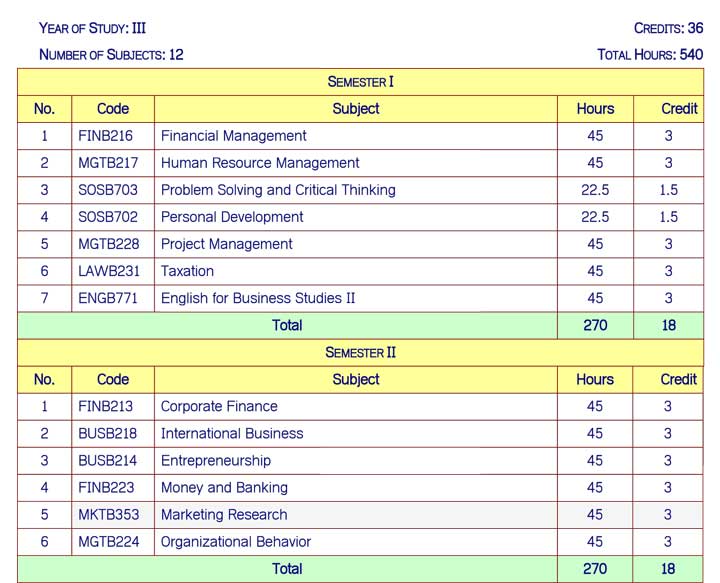 Year of Study: III Credits: 36
Number of Subjects: 12 Total Hours: 540
Semester I
No. Code Subject Hours Credit
1 FINB216 Financial Management 45 3
2 MGTB217 Human Resource Management 45 3
3 SOSB703 Problem Solving and Critical Thinking 22.5 1.5
4 SOSB702 Personal Development 22.5 1.5
5 MGTB228 Project Management 45 3
6 LAWB231 Taxation 45 3
7 ENGB771 English for Business Studies II 45 3
Total 270 18
Semester II
No. Code Subject Hours Credit
1 FINB213 Corporate Finance 45 3
2 BUSB218 International Business 45 3
3 BUSB214 Entrepreneurship 45 3
4 FINB223 Money and Banking 45 3
5 MKTB353 Marketing Research 45 3
6 MGTB224 Organizational Behavior 45 3
Total 270 18